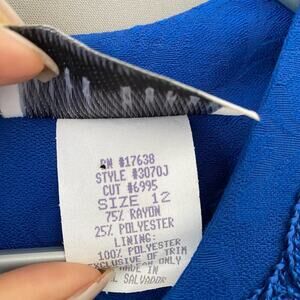 RN #17638
STYLE #3070J
CUT #6995
SIZE 12
75% RAYON
25% POLYESTER
LINING:
100% POLYESTER
EXCLUSIVE OF TRIM
MADE IN
EL SALVADOR